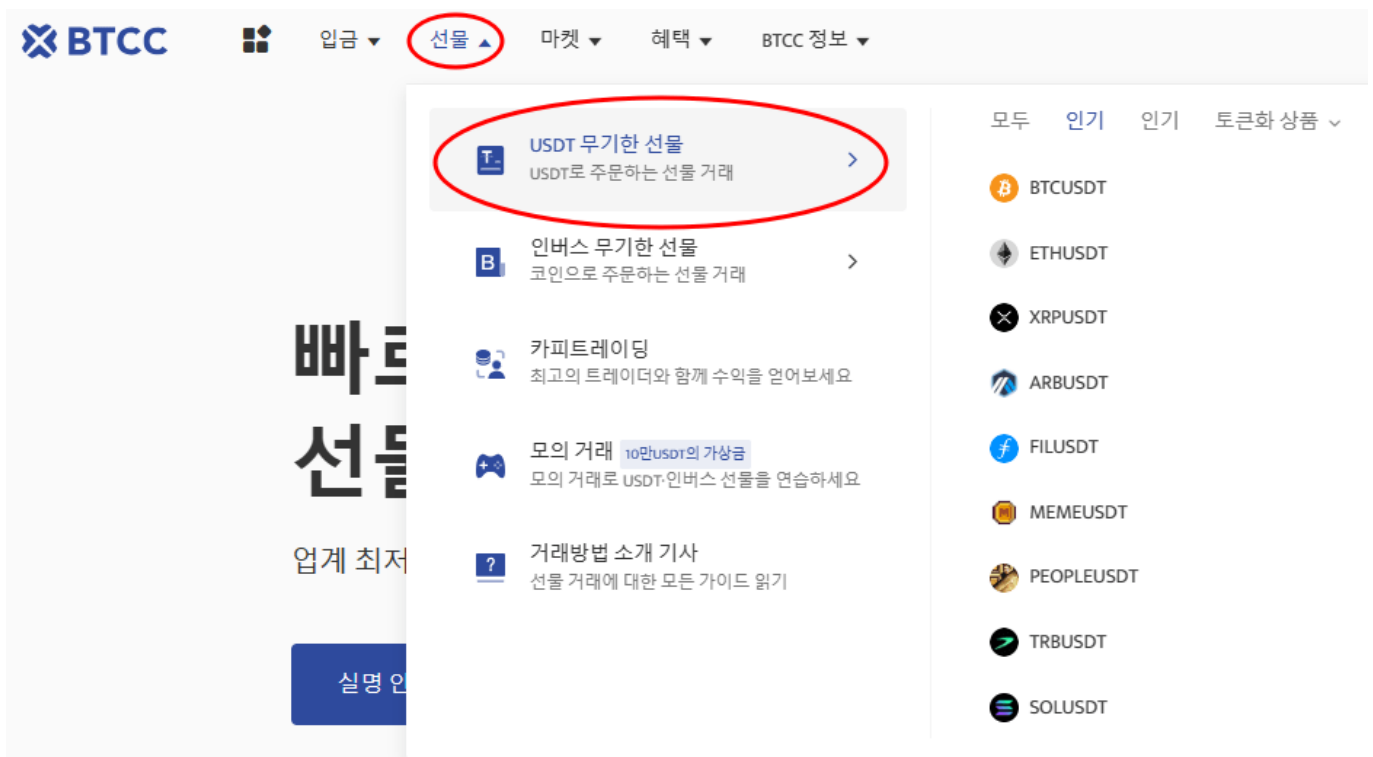 BTCC
입금 ▼
선물 ▲
마켓 ▼
혜택 ▼
BTCC 정보 ▼
USDT 무기한 선물
USDT로 주문하는 선물 거래
인버스 무기한 선물
코인으로 주문하는 선물 거래
카피트레이딩
최고의 트레이더와 함께 수익을 얻어보세요
모의 거래 10만USDT의 가상금
모의 거래로 USDT·인버스 선물을 연습하세요
거래방법 소개 기사
선물 거래에 대한 모든 가이드 읽기
모두 인기 인기 토큰화 상품
BTCUSDT
ETHUSDT
XRPUSDT
ARBUSDT
FILUSDT
MEMEUSDT
PEOPLEUSDT
TRBUSDT
SOLUSDT
빠
선
업계 최저
실명